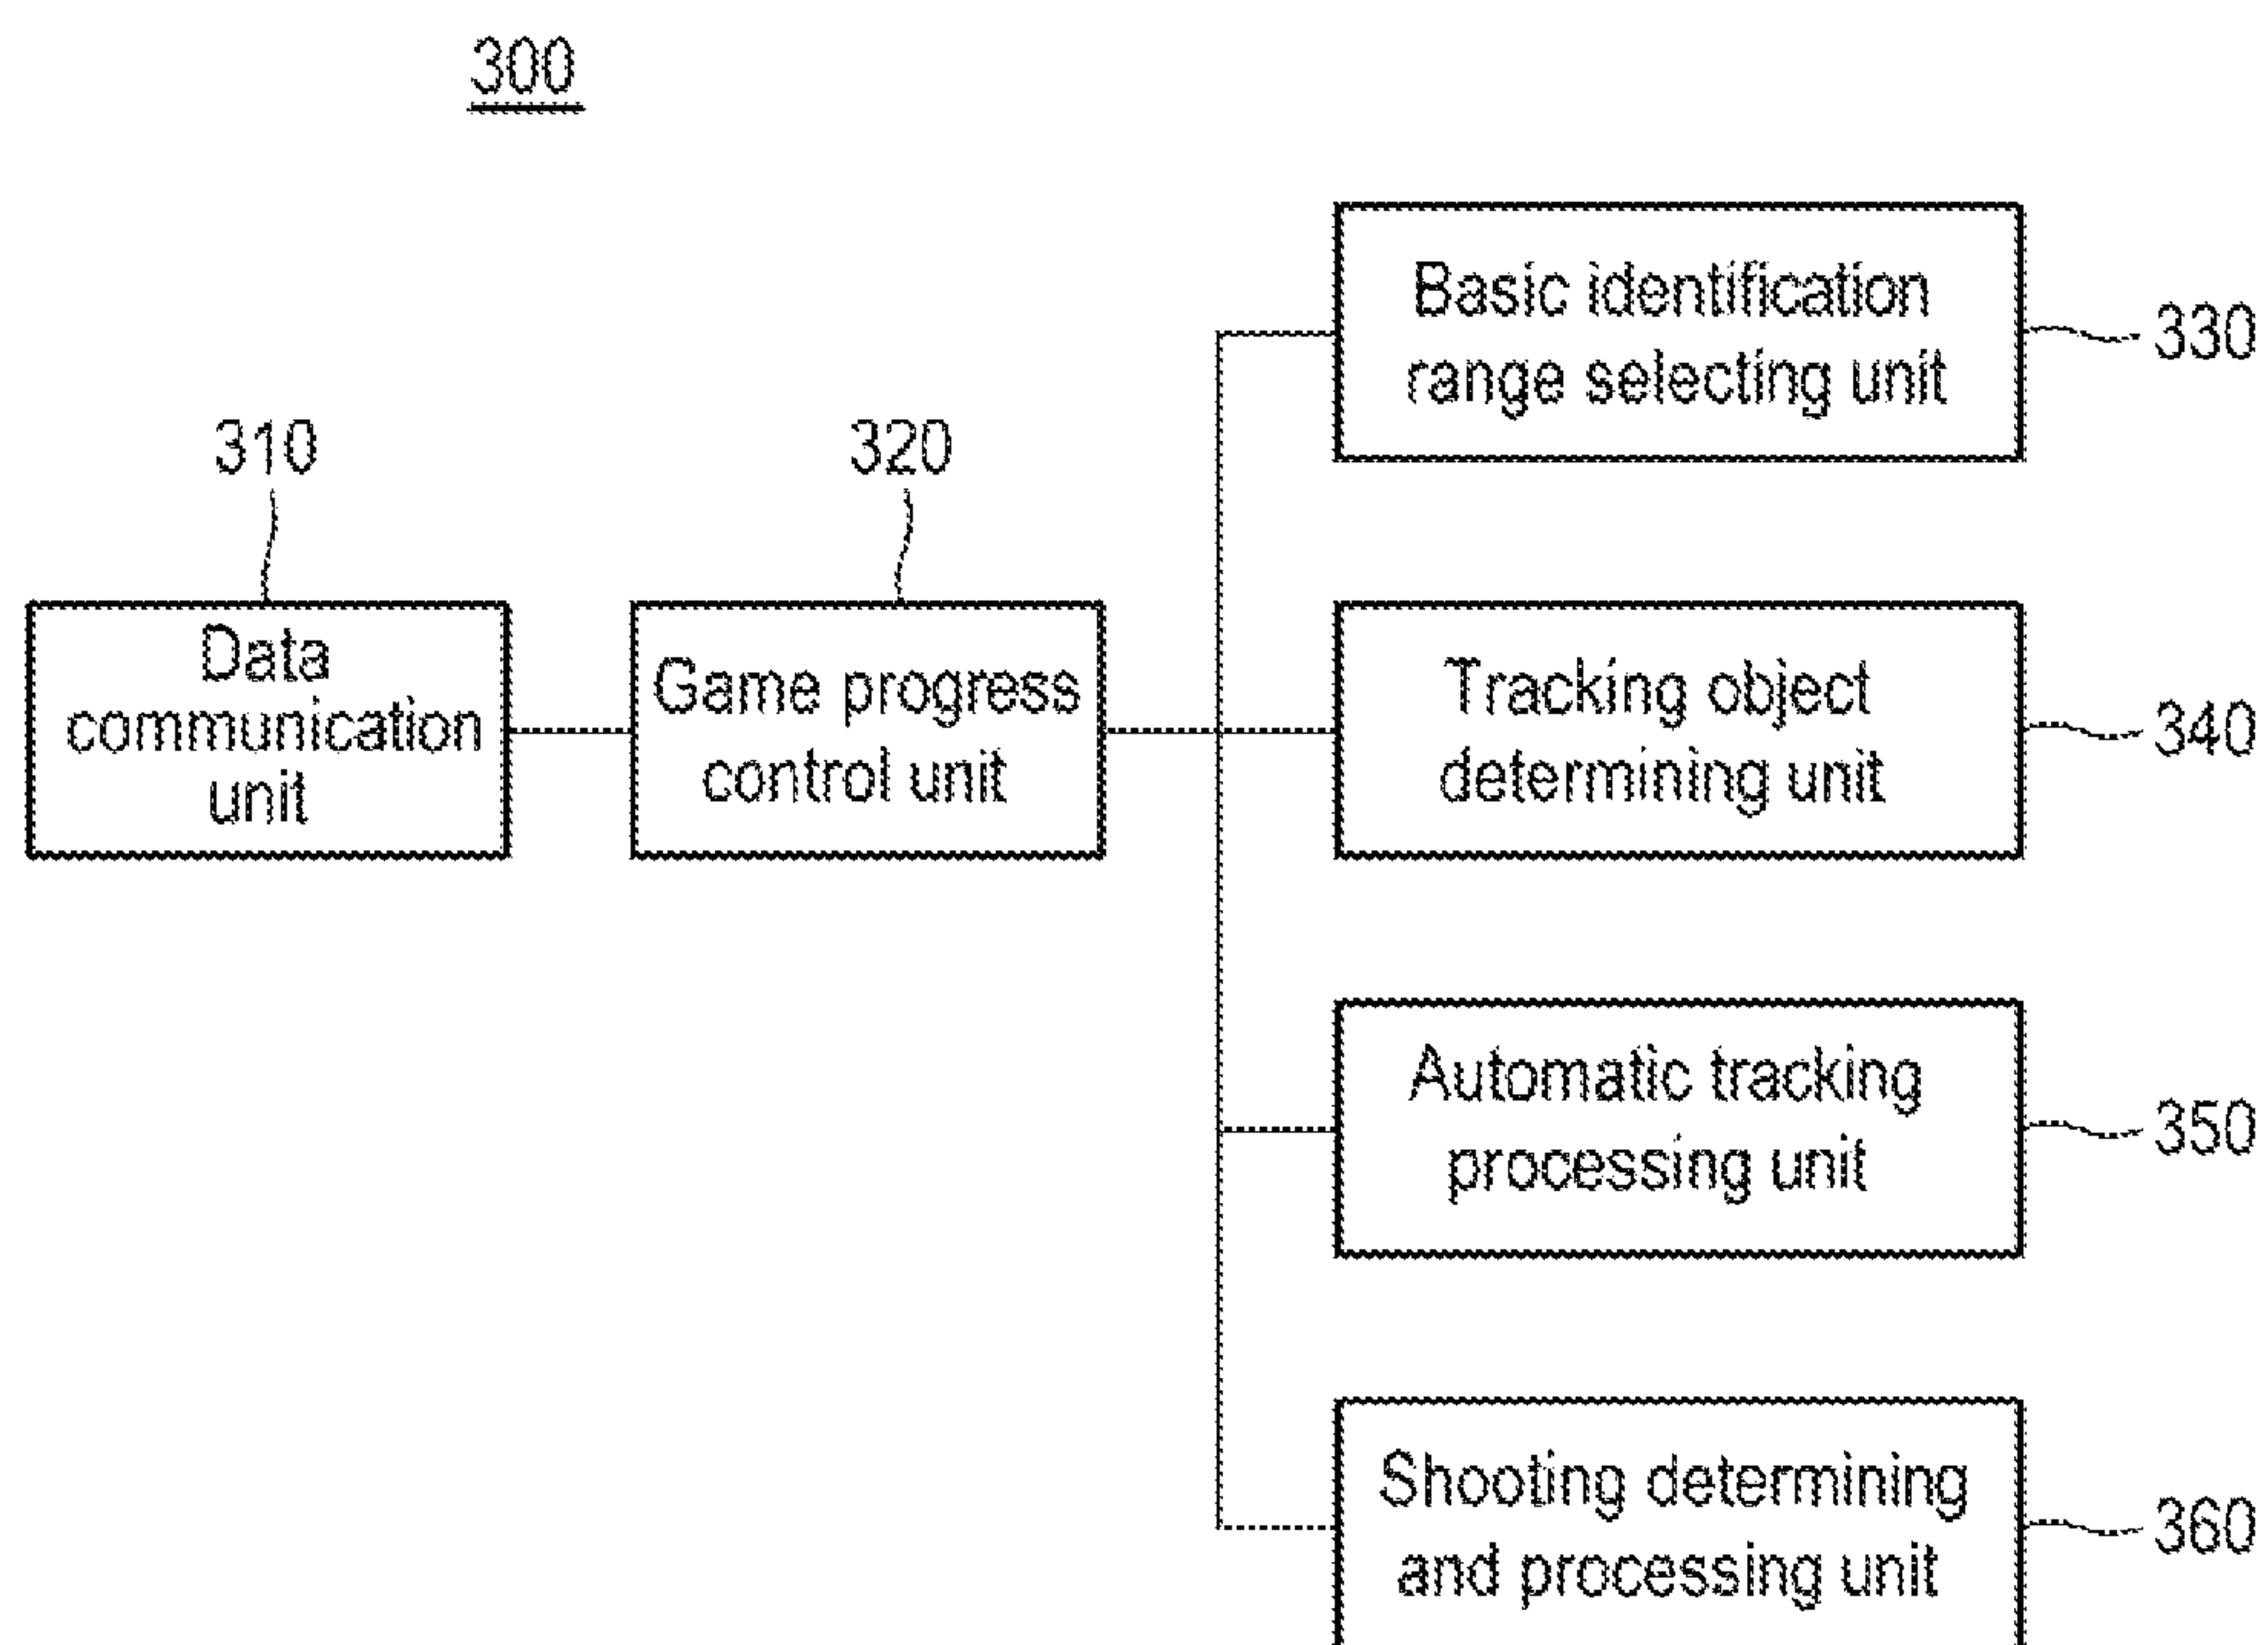 300
310
Data
communication
unit
320
Game progress
control unit
Basic identification
range selecting unit
330
Tracking object
determining unit
340
Automatic tracking
processing unit
350
Shooting determining
and processing unit
360